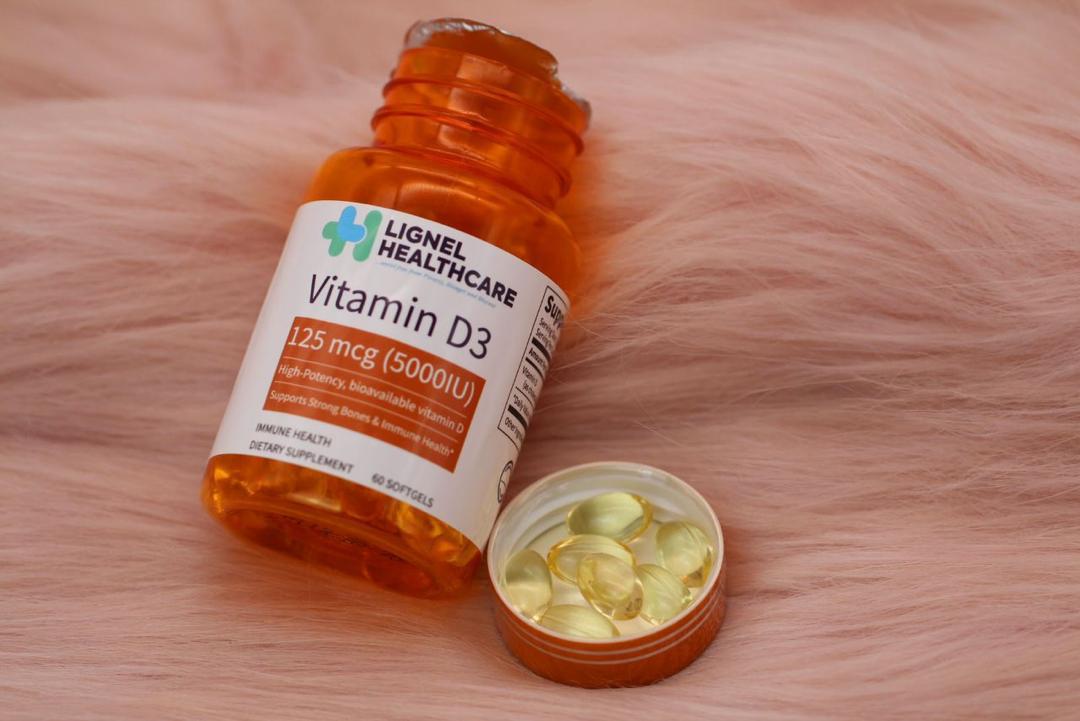 LIGNEL
HEALTHCARE
Vitamin D3
125 mcg (5000IU)
High-Potency, bioavailable vitamin D
Supports Strong Bones & Immune Health*
IMMUNE HEALTH
DIETARY SUPPLEMENT
60 SOFTGELS